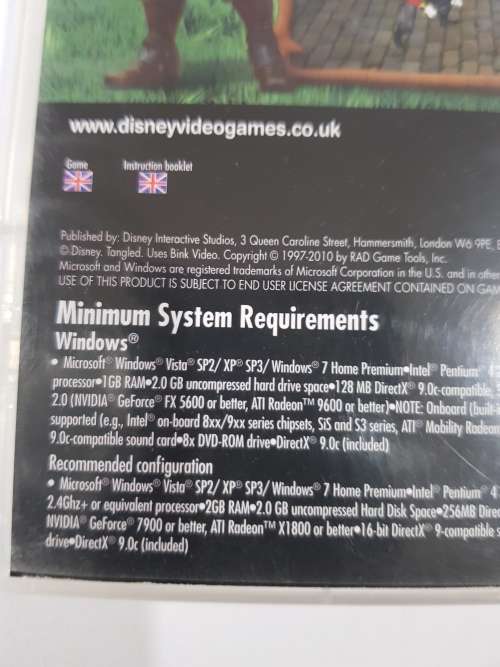 www.disneyvideogames.co.uk
Game Instruction booklet
Published by: Disney Interactive Studios, 3 Queen Caroline Street, Hammersmith, London W6 9PE,
© Disney. Tangled. Uses Bink Video. Copyright © 1997-2010 by RAD Game Tools, Inc.
Microsoft and Windows are registered trademarks of Microsoft Corporation in the U.S. and in other
USE OF THIS PRODUCT IS SUBJECT TO END USER LICENSE AGREEMENT CONTAINED ON GAM
Minimum System Requirements
Windows®
• Microsoft® Windows® Vista® SP2/ XP® SP3/ Windows® 7 Home Premium•Intel® Pentium® 4
processor•1GB RAM•2.0 GB uncompressed hard drive space•128 MB DirectX® 9.0c-compatible,
2.0 (NVIDIA® GeForce® FX 5600 or better, ATI Radeon™ 9600 or better)•NOTE: Onboard (built-
supported (e.g., Intel® on-board 8xx/9xx series chipsets, SiS and S3 series, ATI® Mobility Radeon
9.0c-compatible sound card•8x DVD-ROM drive•DirectX® 9.0c (included)
Recommended configuration
• Microsoft® Windows® Vista® SP2/ XP® SP3/ Windows® 7 Home Premium•Intel® Pentium® 4
2.4Ghz+ or equivalent processor•2GB RAM•2.0 GB uncompressed Hard Disk Space•256MB Direc
NVIDIA® GeForce® 7900 or better, ATI Radeon™ X1800 or better•16-bit DirectX® 9-compatible s
drive•DirectX® 9.0c (included)